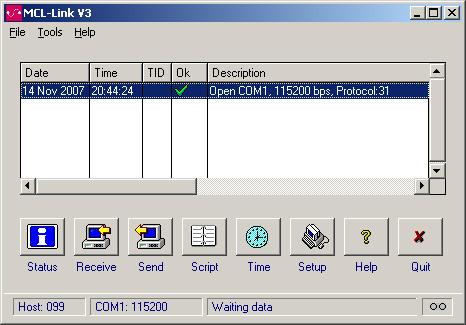 MCL-Link V3
File Tools Help
Date Time TID Ok Description
14 Nov 2007 20:44:24 Open COM1, 115200 bps, Protocol:31
Status Receive Send Script Time Setup Help Quit
Host: 099 COM1: 115200 Waiting data